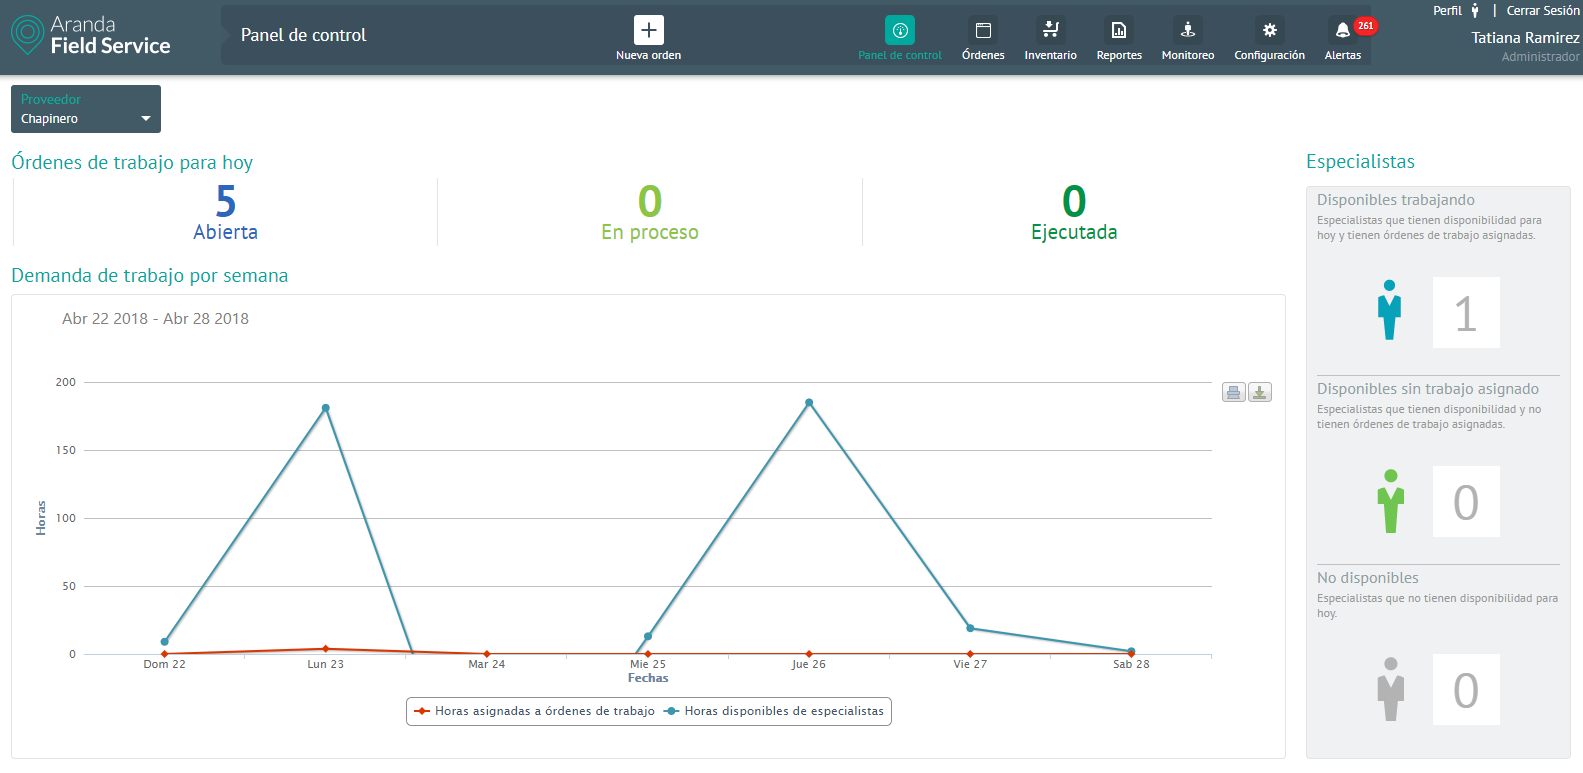 Aranda
Field Service
Panel de control
Nueva orden
Panel de control
Órdenes
Inventario
Reportes
Monitoreo
Configuración
Alertas
261
Perfil | Cerrar Sesión
Tatiana Ramirez
Administrador
Proveedor
Chapinero
Órdenes de trabajo para hoy
5
Abierta
0
En proceso
0
Ejecutada
Demanda de trabajo por semana
Abr 22 2018 - Abr 28 2018
200
150
100
50
0
Horas
Dom 22
Lun 23
Mar 24
Mie 25
Jue 26
Vie 27
Sab 28
Fechas
Horas asignadas a órdenes de trabajo
Horas disponibles de especialistas
Especialistas
Disponibles trabajando
Especialistas que tienen disponibilidad para
hoy y tienen órdenes de trabajo asignadas.
1
Disponibles sin trabajo asignado
Especialistas que tienen disponibilidad y no
tienen órdenes de trabajo asignadas.
0
No disponibles
Especialistas que no tienen disponibilidad para
hoy.
0